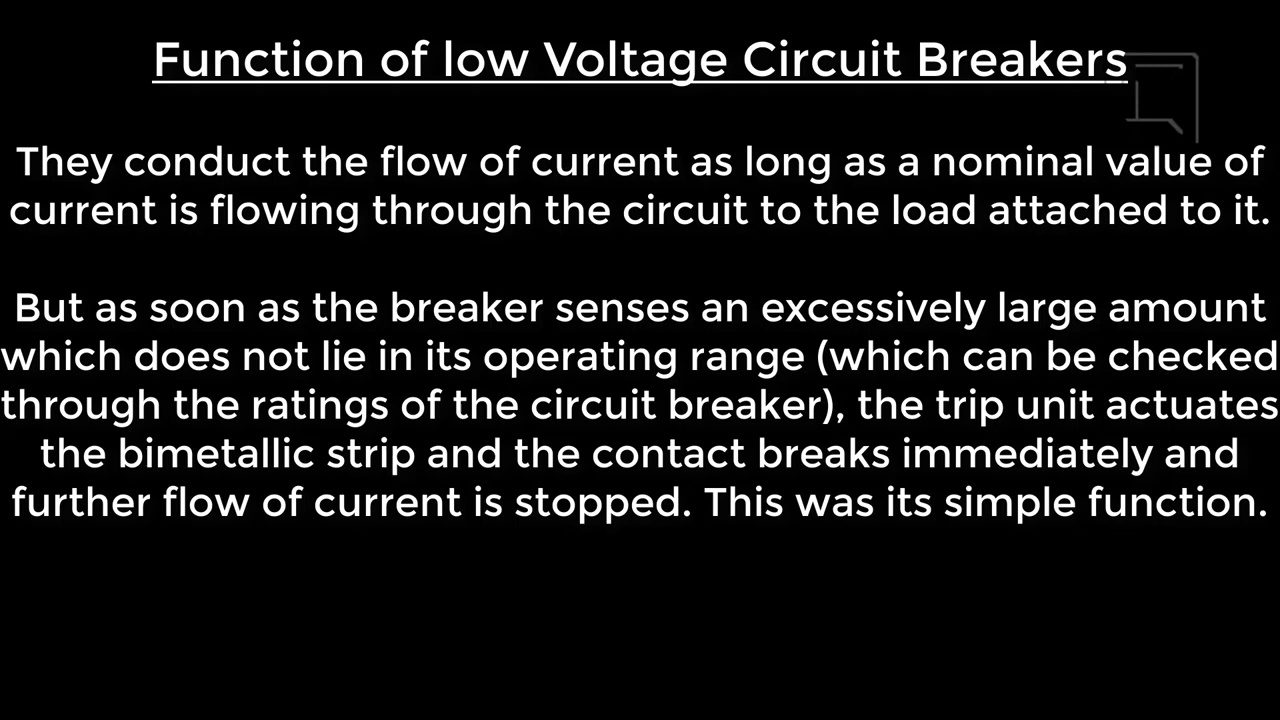 Function of low Voltage Circuit Breakers
They conduct the flow of current as long as a nominal value of
current is flowing through the circuit to the load attached to it.
But as soon as the breaker senses an excessively large amount
which does not lie in its operating range (which can be checked
through the ratings of the circuit breaker), the trip unit actuates
the bimetallic strip and the contact breaks immediately and
further flow of current is stopped. This was its simple function.